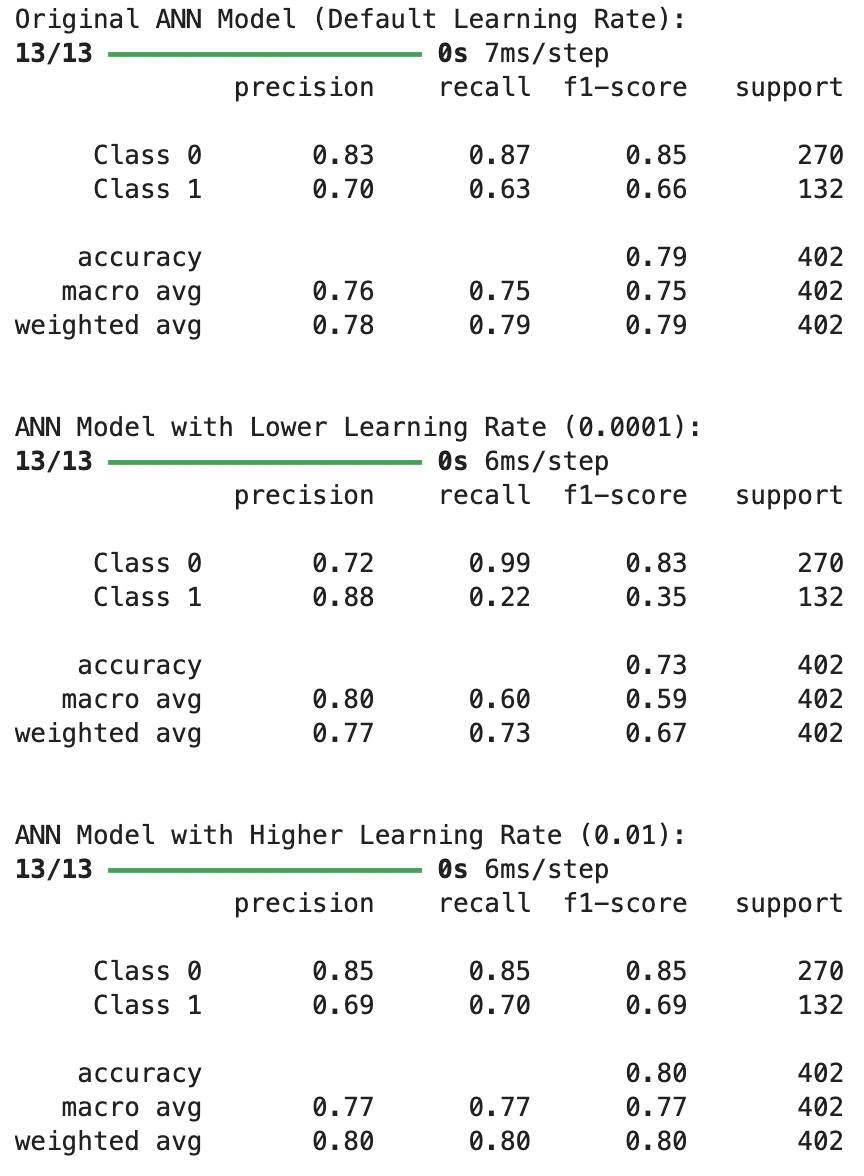 Original ANN Model (Default Learning Rate):
13/13 0s 7ms/step
precision recall f1-score support
Class 0 0.83 0.87 0.85 270
Class 1 0.70 0.63 0.66 132
accuracy 0.79 402
macro avg 0.76 0.75 0.75 402
weighted avg 0.78 0.79 0.79 402
ANN Model with Lower Learning Rate (0.0001):
13/13 0s 6ms/step
precision recall f1-score support
Class 0 0.72 0.99 0.83 270
Class 1 0.88 0.22 0.35 132
accuracy 0.73 402
macro avg 0.80 0.60 0.59 402
weighted avg 0.77 0.73 0.67 402
ANN Model with Higher Learning Rate (0.01):
13/13 0s 6ms/step
precision recall f1-score support
Class 0 0.85 0.85 0.85 270
Class 1 0.69 0.70 0.69 132
accuracy 0.80 402
macro avg 0.77 0.77 0.77 402
weighted avg 0.80 0.80 0.80 402